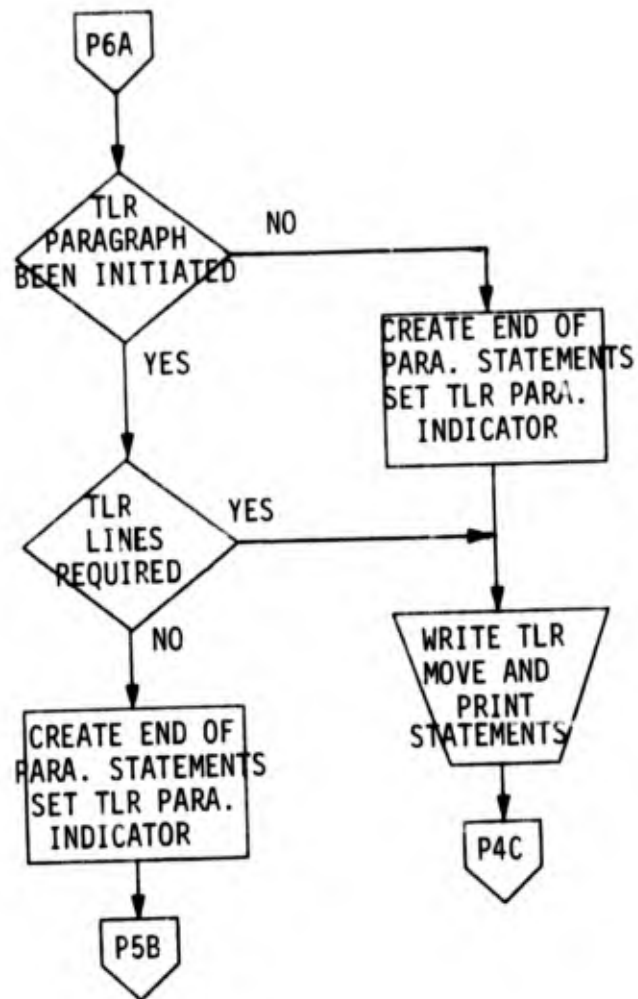 P6A
TLR
PARAGRAPH
BEEN INITIATED
NO
YES
CREATE END OF
PARA. STATEMENTS
SET TLR PARA.
INDICATOR
TLR
LINES
REQUIRED
YES
NO
WRITE TLR
MOVE AND
PRINT
STATEMENTS
CREATE END OF
PARA. STATEMENTS
SET TLR PARA.
INDICATOR
P4C
P5B